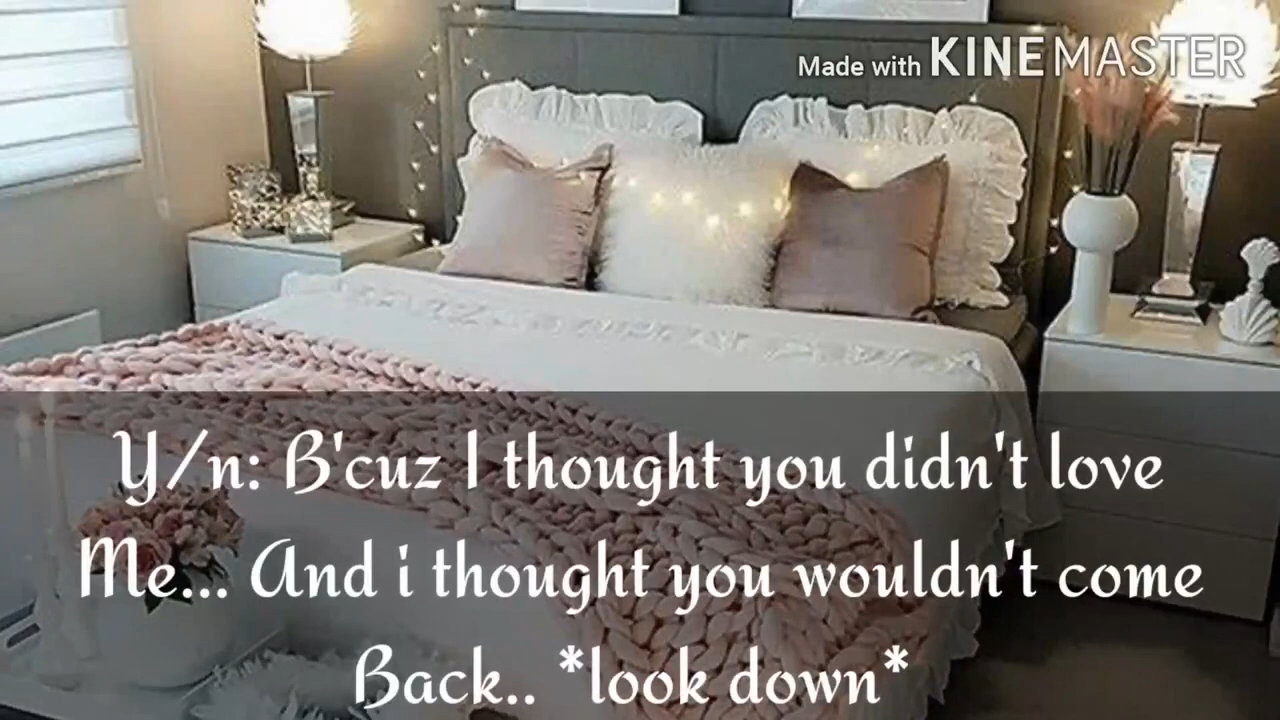 Made with KINEMASTER
Y/n: B'cuz I thought you didn't love
Me... And i thought you wouldn't come
Back.. *look down*